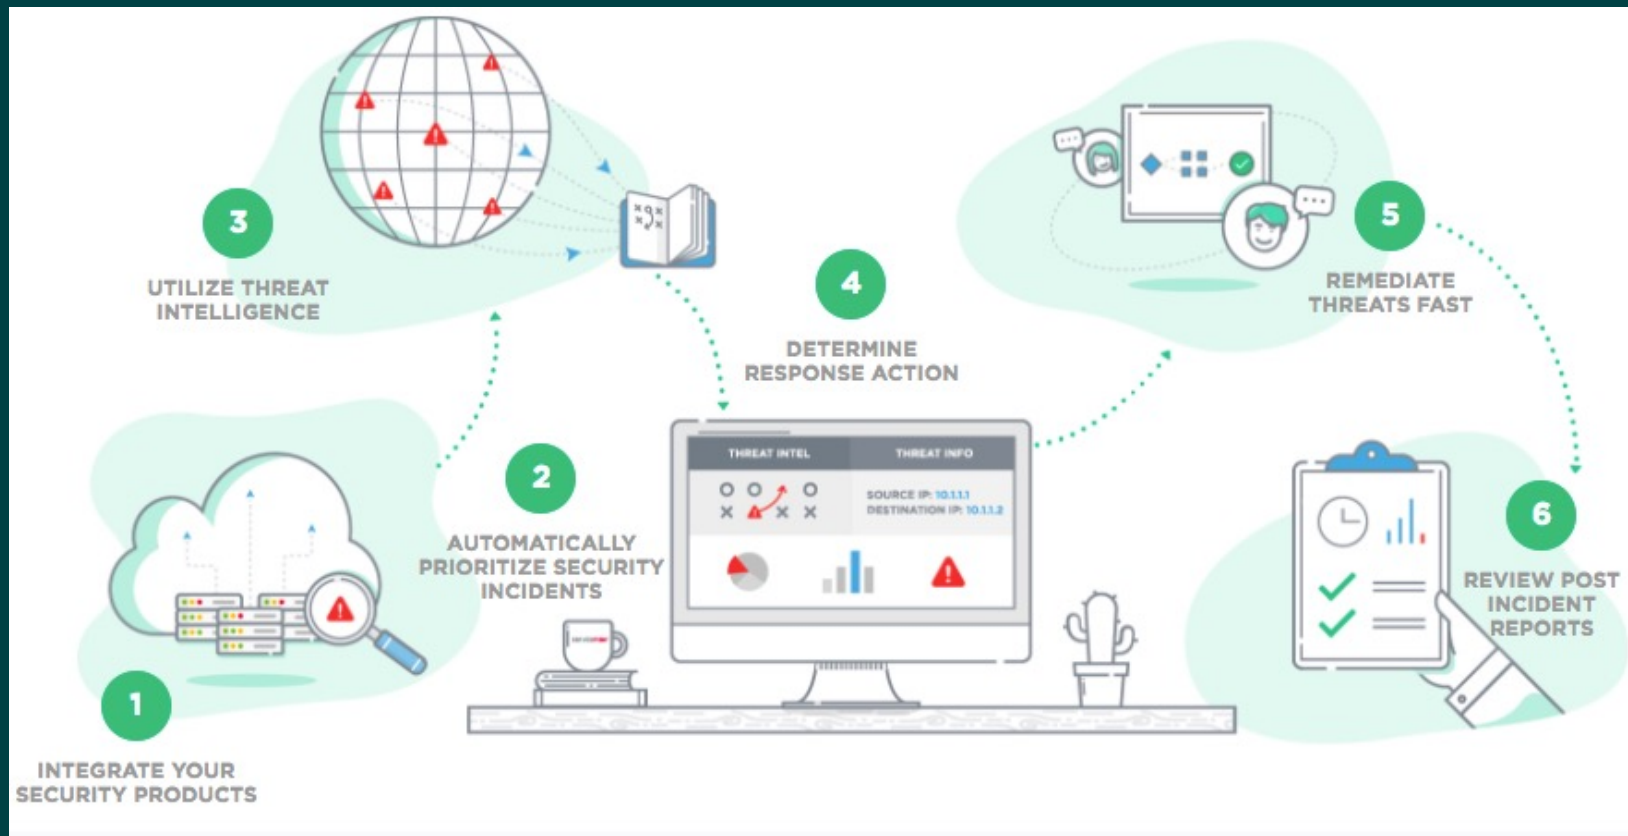 1
INTEGRATE YOUR
SECURITY PRODUCTS
2
AUTOMATICALLY
PRIORITIZE SECURITY
INCIDENTS
3
UTILIZE THREAT
INTELLIGENCE
4
DETERMINE
RESPONSE ACTION
THREAT INTEL
THREAT INFO
SOURCE IP: 10.1.1.1
DESTINATION IP: 10.1.1.2
5
REMEDIATE
THREATS FAST
6
REVIEW POST
INCIDENT
REPORTS